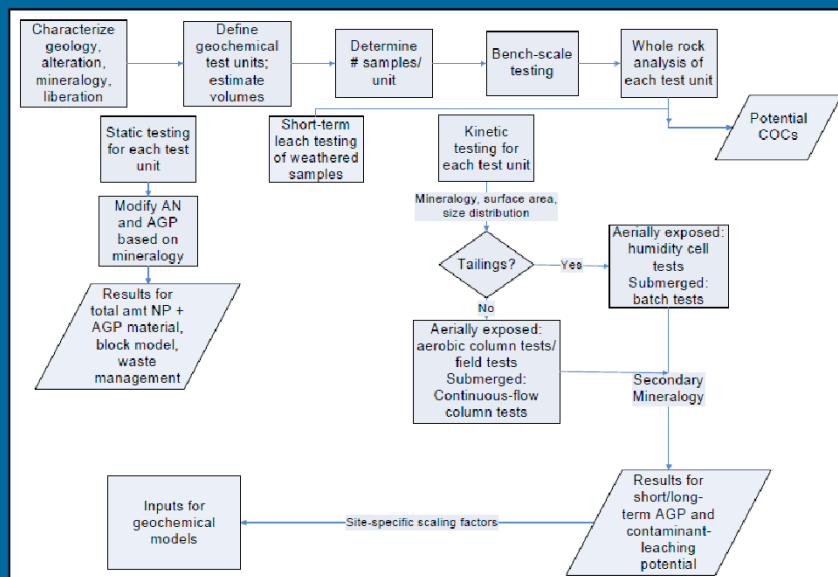 Characterize
geology,
alteration,
mineralogy,
liberation
Define
geochemical
test units;
estimate
volumes
Determine
# samples/
unit
Bench-scale
testing
Whole rock
analysis of
each test unit
Potential
COCs
Static testing
for each test
unit
Short-term
leach testing
of weathered
samples
Kinetic
testing for
each test unit
Modify AN
and AGP
based on
mineralogy
Mineralogy, surface area,
size distribution
Tailings?
Yes
Aerially exposed:
humidity cell
tests
Submerged:
batch tests
Results for
total amt NP +
AGP material,
block model,
waste
management
No
Aerially exposed:
aerobic column tests/
field tests
Submerged:
Continuous-flow
column tests
Secondary
Mineralogy
Inputs for
geochemical
models
Site-specific scaling factors
Results for
short/long-
term AGP and
contaminant-
leaching
potential